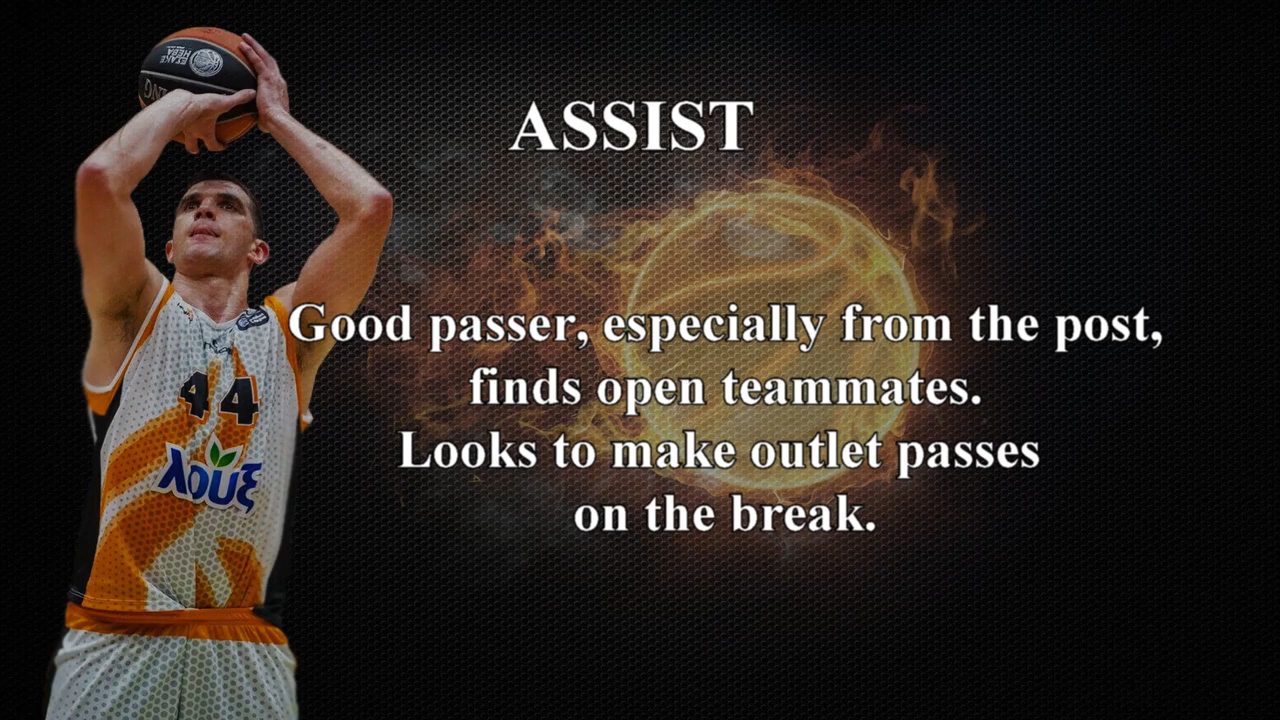 ASSIST
Good passer, especially from the post,
finds open teammates.
Looks to make outlet passes
on the break.
44
λουξ